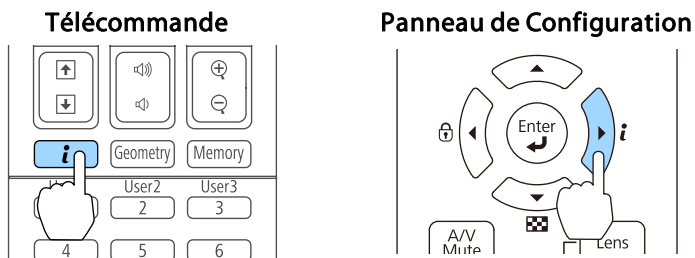 Télécommande
Panneau de Configuration
i
Geometry
Memory
User2
User3
2
3
4
5
6
Enter
i
A/V
Mute
Lens